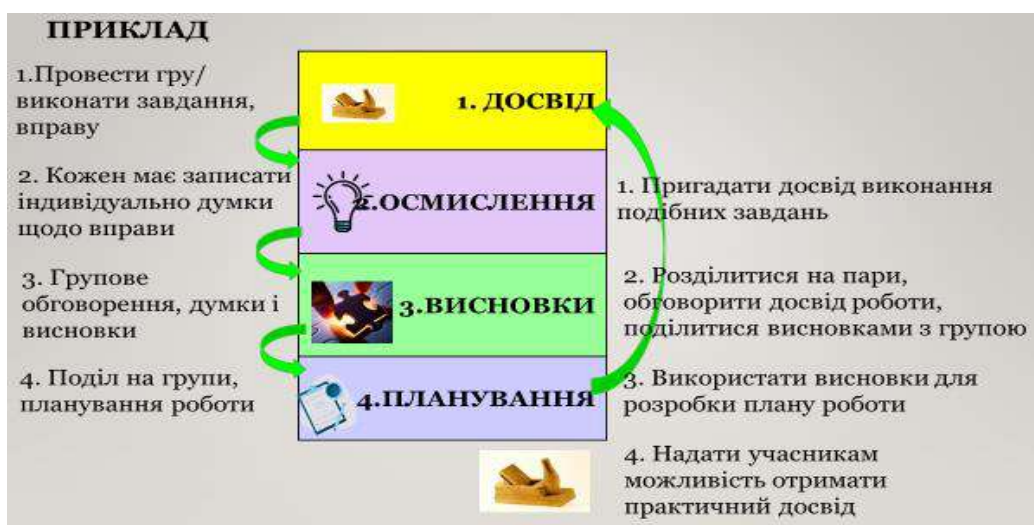 ПРИКЛАД
1.Провести гру/
виконати завдання,
вправу
2. Кожен має записати
індивідуально думки
щодо вправи
3. Групове
обговорення, думки і
висновки
4. Поділ на групи,
планування роботи
1. ДОСВІД
2.ОСМИСЛЕННЯ
3.ВИСНОВКИ
4.ПЛАНУВАННЯ
1. Пригадати досвід виконання
подібних завдань
2. Розділитися на пари,
обговорити досвід роботи,
поділитися висновками з групою
3. Використати висновки для
розробки плану роботи
4. Надати учасникам
можливість отримати
практичний досвід